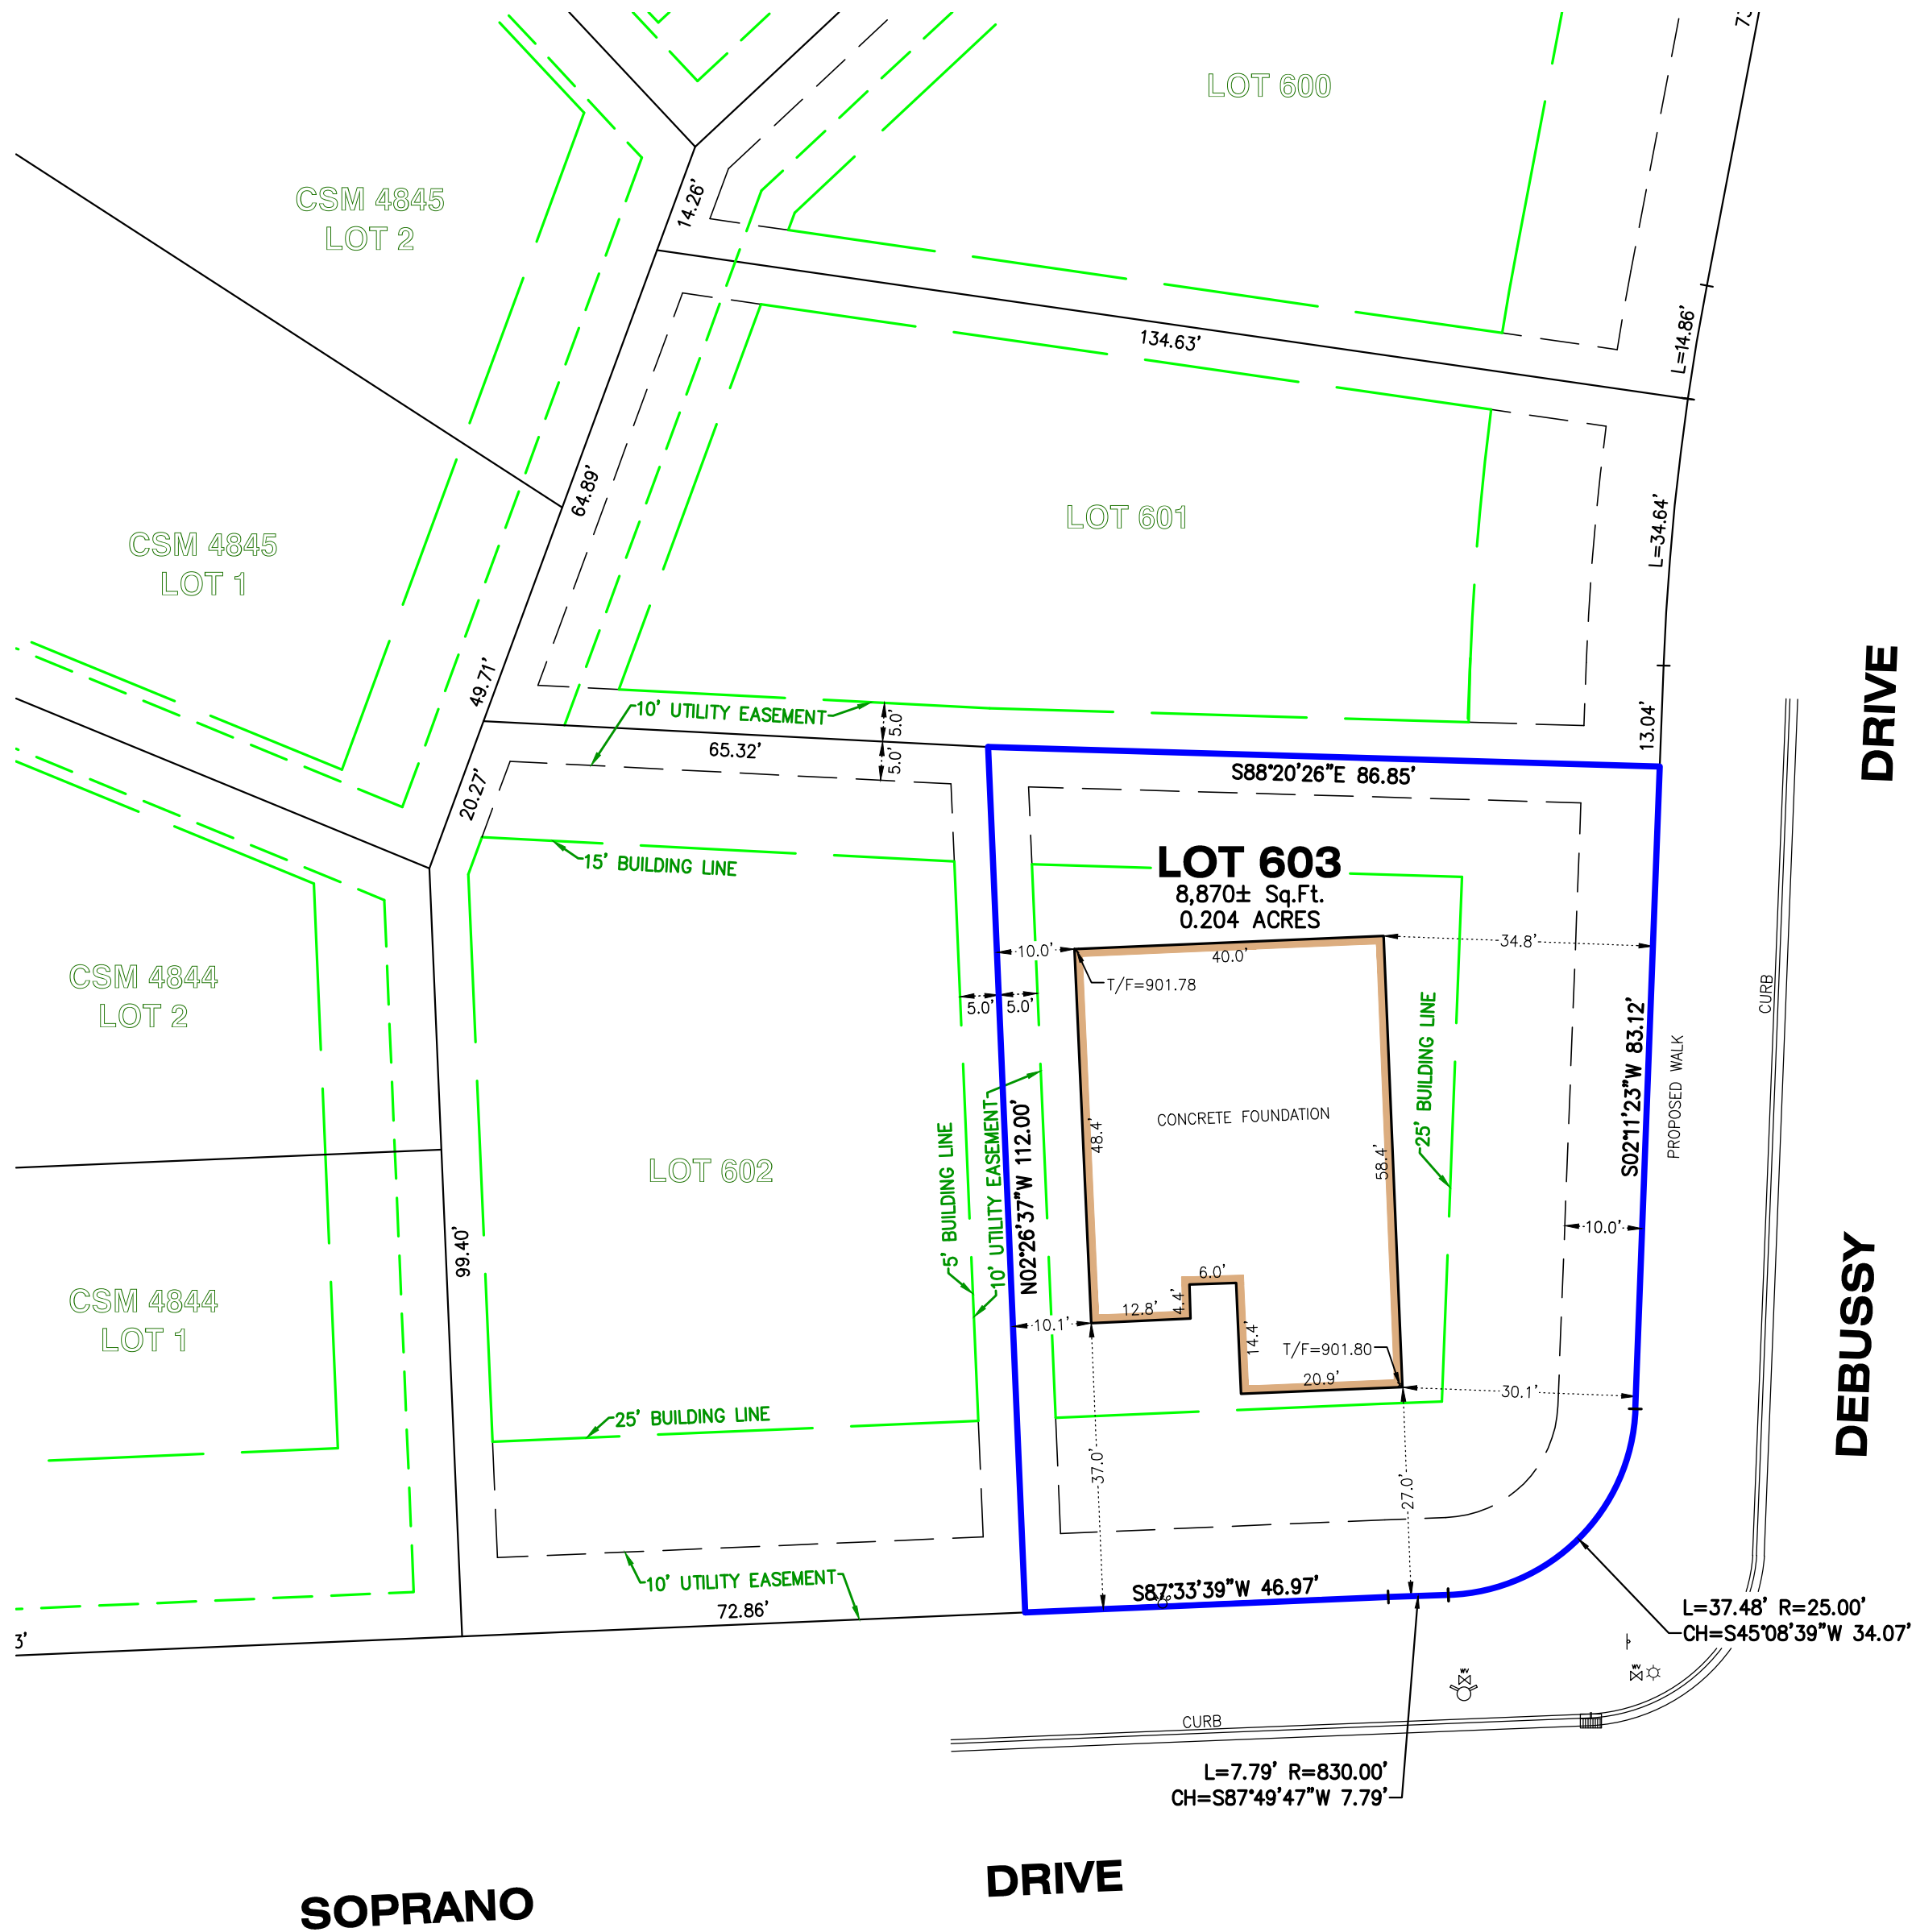 LOT 600
CSM 4845
LOT 2
14.26'
L=14.86'
134.63'
64.89'
LOT 601
L=34.64'
CSM 4845
LOT 1
49.71'
10' UTILITY EASEMENT
5.0'
5.0'
65.32'
13.04'
DRIVE
S88°20'26"E 86.85'
20.27'
15' BUILDING LINE
LOT 603
8,870± Sq.Ft.
0.204 ACRES
10.0'
40.0'
34.8'
T/F=901.78
CSM 4844
LOT 2
5.0'
5.0'
25' BUILDING LINE
S02°11'23"W 83.12'
PROPOSED WALK
CURB
48.4'
CONCRETE FOUNDATION
58.4'
LOT 602
5' BUILDING LINE
10' UTILITY EASEMENT
N02°26'37"W 112.00'
99.40'
10.0'
6.0'
12.8'
4.4'
14.4'
10.1'
T/F=901.80
20.9'
30.1'
CSM 4844
LOT 1
DEBUSSY
25' BUILDING LINE
37.0'
27.0'
10' UTILITY EASEMENT
72.86'
S87°33'39"W 46.97'
L=37.48' R=25.00'
CH=S45°08'39"W 34.07'
3'
WV
WV
CURB
L=7.79' R=830.00'
CH=S87°49'47"W 7.79'
SOPRANO
DRIVE